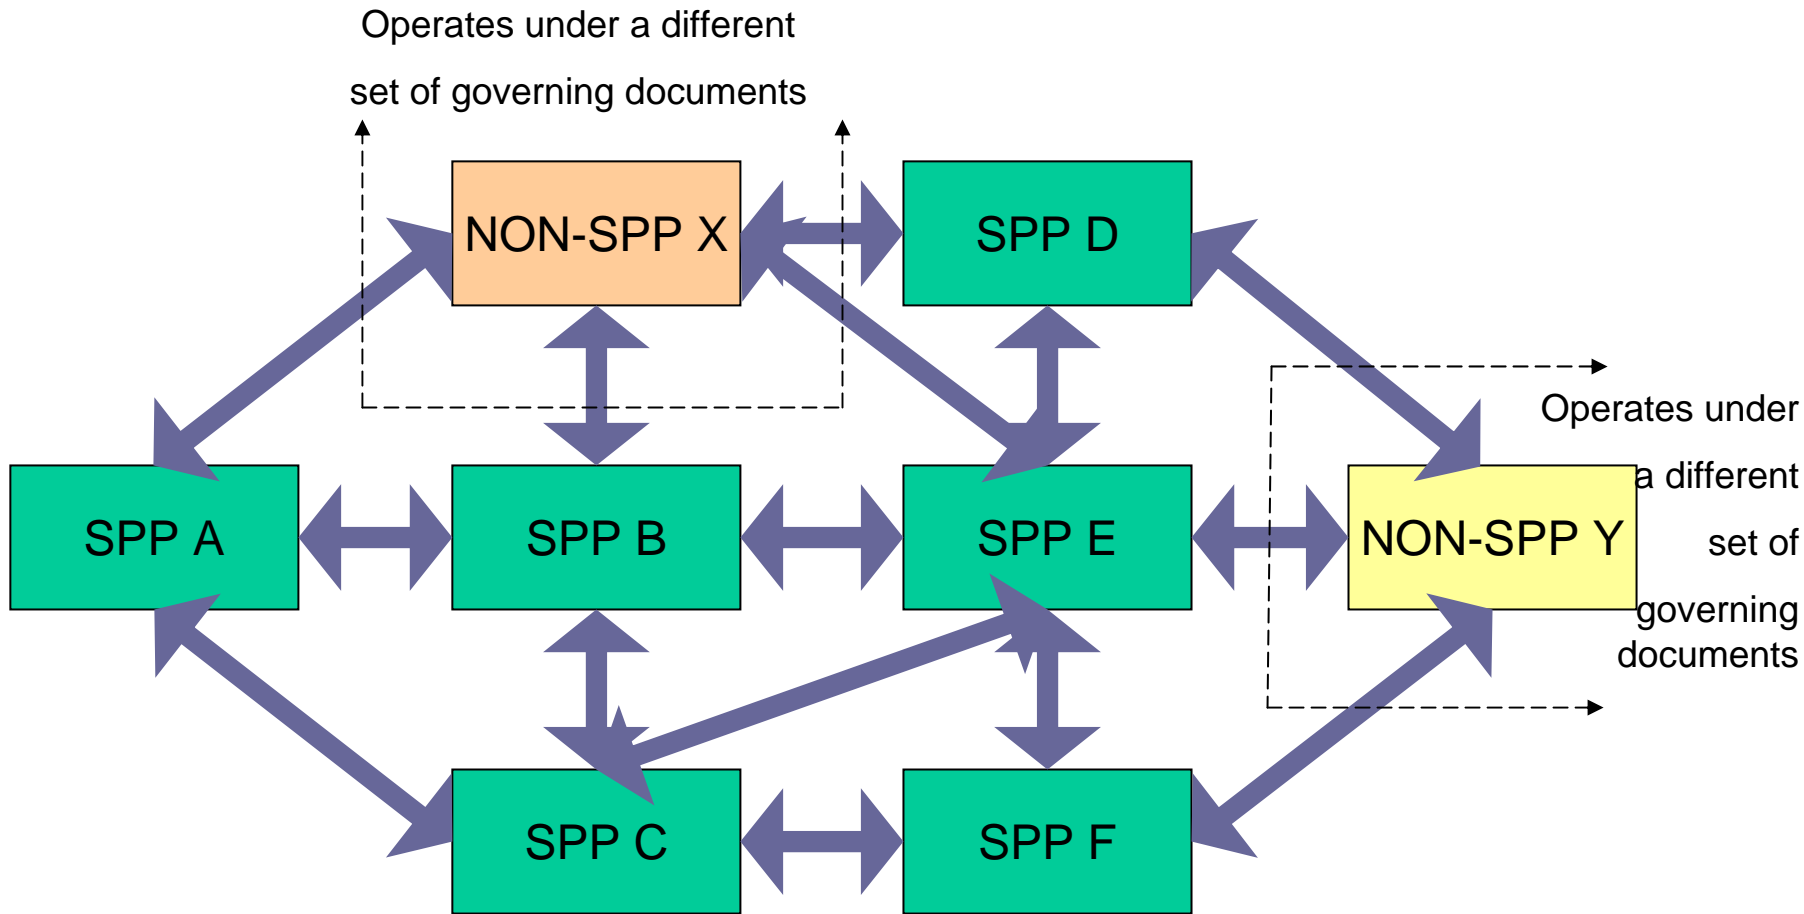 Operates under a different
set of governing documents
NON-SPP X
SPP D
Operates under
a different
set of
governing
documents
SPP A
SPP B
SPP E
NON-SPP Y
SPP C
SPP F